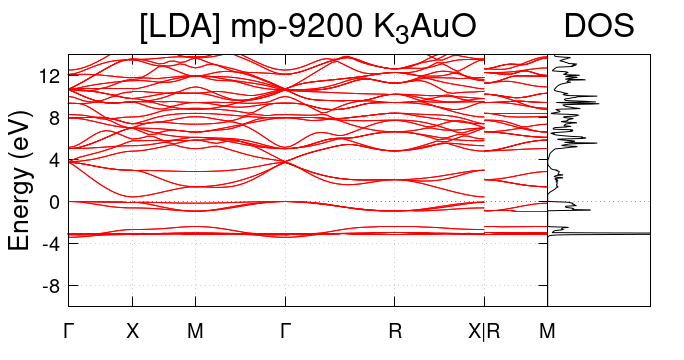 [LDA] mp-9200 K₃AuO
DOS
Energy (eV)
12
8
4
0
-4
-8
Γ X M Γ R X|R M